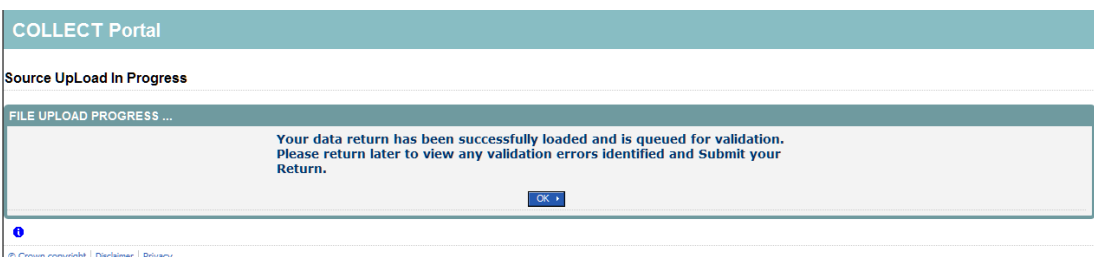 COLLECT Portal
Source UpLoad In Progress
FILE UPLOAD PROGRESS ...
Your data return has been successfully loaded and is queued for validation.
Please return later to view any validation errors identified and Submit your
Return.
OK
© Crown copyright | Disclaimer | Privacy